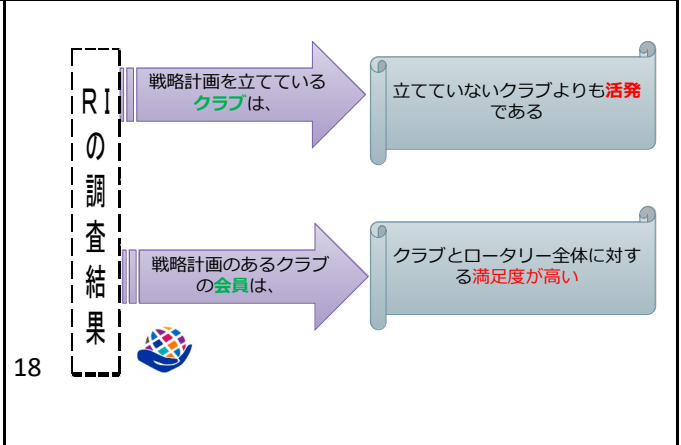 RI
の
調
査
結
果
戦略計画を立てている
クラブは、
立てていないクラブよりも活発
である
戦略計画のあるクラブ
の会員は、
クラブとロータリー全体に対す
る満足度が高い
18